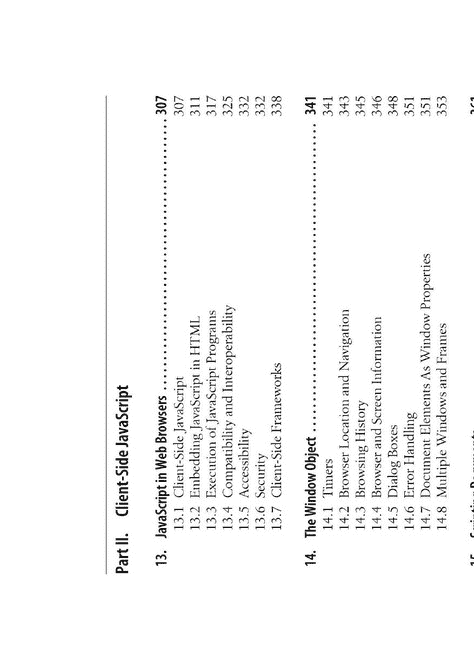 Part II. Client-Side JavaScript
13. JavaScript in Web Browsers . . . . . . . . . . . . . . . . . . . . . . . . . . . . . . . . . . . . . . . . . . . . . . 307
13.1 Client-Side JavaScript 307
13.2 Embedding JavaScript in HTML 311
13.3 Execution of JavaScript Programs 317
13.4 Compatibility and Interoperability 325
13.5 Accessibility 332
13.6 Security 332
13.7 Client-Side Frameworks 338
14. The Window Object . . . . . . . . . . . . . . . . . . . . . . . . . . . . . . . . . . . . . . . . . . . . . . . . . . . . . 341
14.1 Timers 341
14.2 Browser Location and Navigation 343
14.3 Browsing History 345
14.4 Browser and Screen Information 346
14.5 Dialog Boxes 348
14.6 Error Handling 351
14.7 Document Elements As Window Properties 351
14.8 Multiple Windows and Frames 353